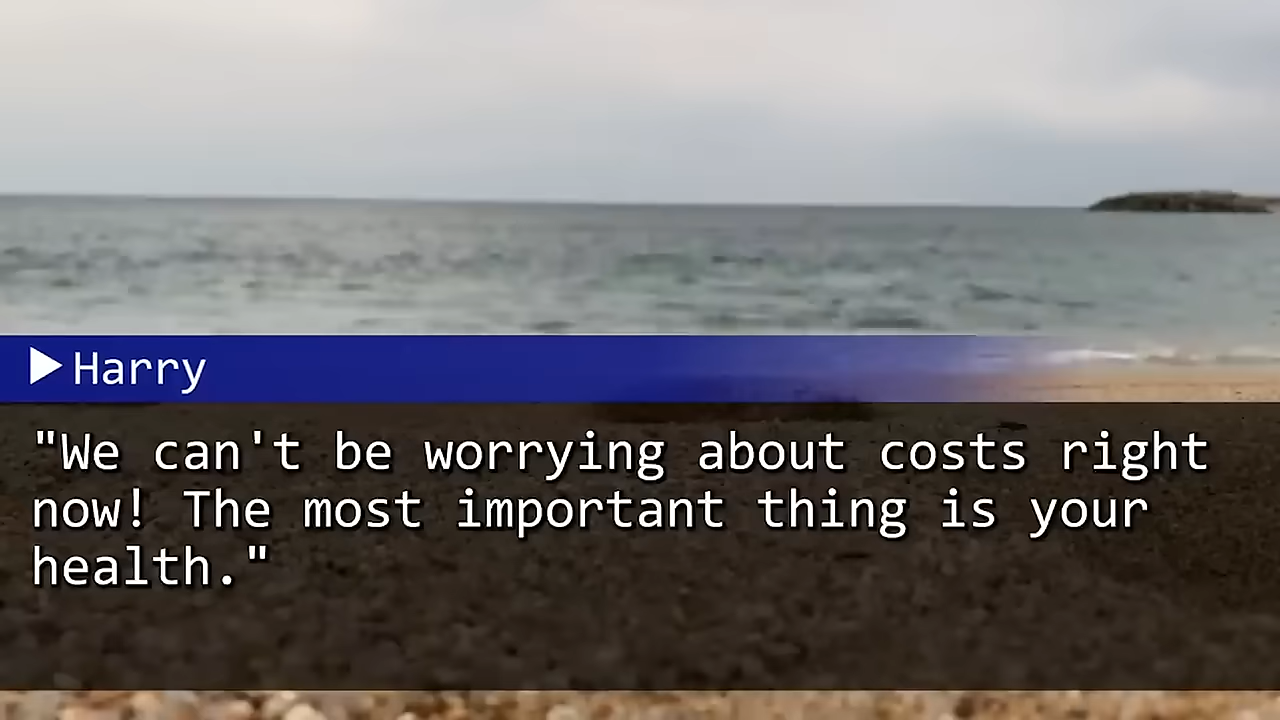 Harry
"We can't be worrying about costs right
now! The most important thing is your
health."